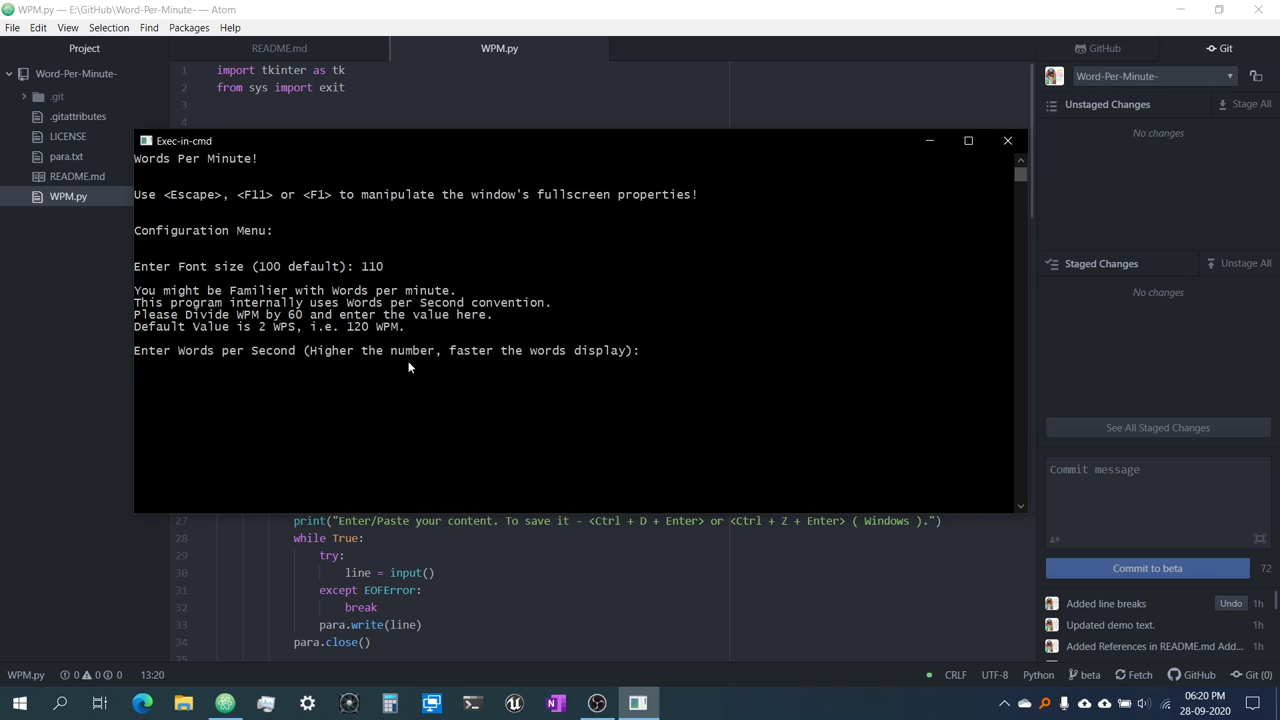 WPM.py — E:\GitHub\Word-Per-Minute- — Atom
File Edit View Selection Find Packages Help
Project
README.md
WPM.py
GitHub
Git
Word-Per-Minute-
.git
.gitattributes
LICENSE
para.txt
README.md
WPM.py
1 import tkinter as tk
2 from sys import exit
3
4
Exec-in-cmd
Words Per Minute!
Use <Escape>, <F11> or <F1> to manipulate the window's fullscreen properties!
Configuration Menu:
Enter Font size (100 default): 110
You might be Familier with Words per minute.
This program internally uses Words per Second convention.
Please Divide WPM by 60 and enter the value here.
Default Value is 2 WPS, i.e. 120 WPM.
Enter Words per Second (Higher the number, faster the words display):
27 print("Enter/Paste your content. To save it - <Ctrl + D + Enter> or <Ctrl + Z + Enter> ( Windows ).")
28 while True:
29 try:
30 line = input()
31 except EOFError:
32 break
33 para.write(line)
34 para.close()
35
Word-Per-Minute-
Unstaged Changes
Stage All
No changes
Staged Changes
Unstage All
No changes
See All Staged Changes
Commit message
Commit to beta
72
Added line breaks
Undo
1h
Updated demo text.
1h
Added References in README.md Add...
1h
WPM.py 0 0 0 13:20
CRLF UTF-8 Python beta Fetch GitHub Git (0)
06:20 PM
28-09-2020